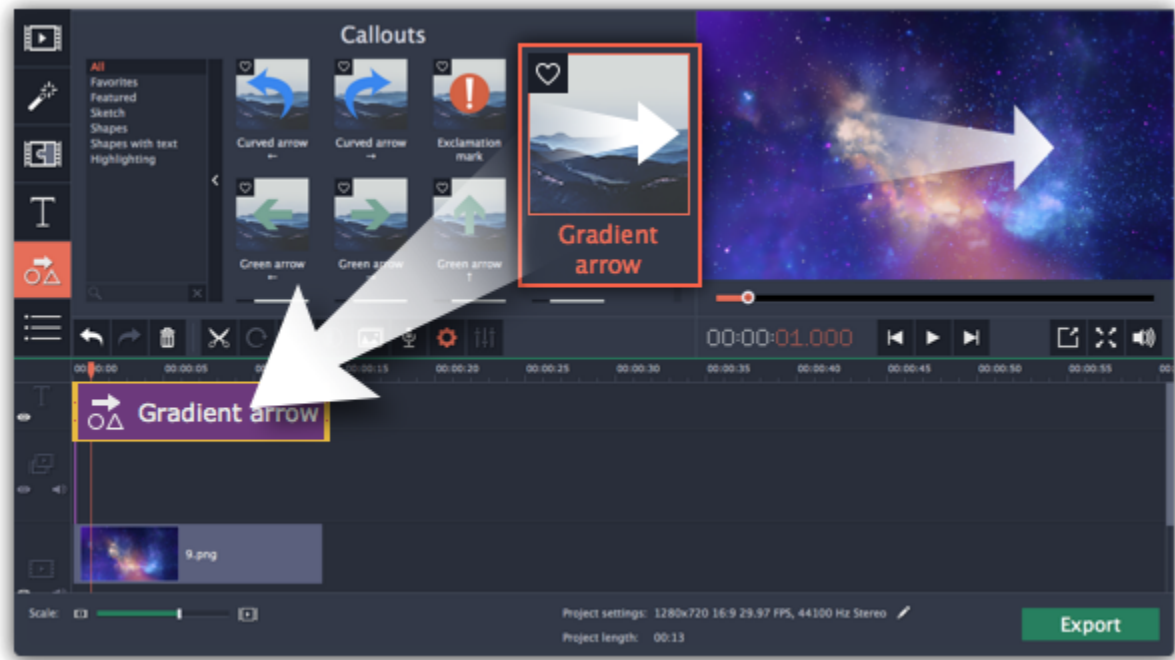 Callouts
All
Favorites
Featured
Sketch
Shapes
Shapes with text
Highlighting
Curved arrow
←
Curved arrow
→
Exclamation
mark
Gradient
arrow
Green arrow
←
Green arrow
Green arrow
↑
00:00:01.000
00:00:00
00:00:05
00:00:15
00:00:20
00:00:25
00:00:30
00:00:35
00:00:40
00:00:45
00:00:50
00:00:55
T
Gradient arrow
9.png
Scale:
Project settings: 1280x720 16:9 29.97 FPS, 44100 Hz Stereo
Project length: 00:13
Export